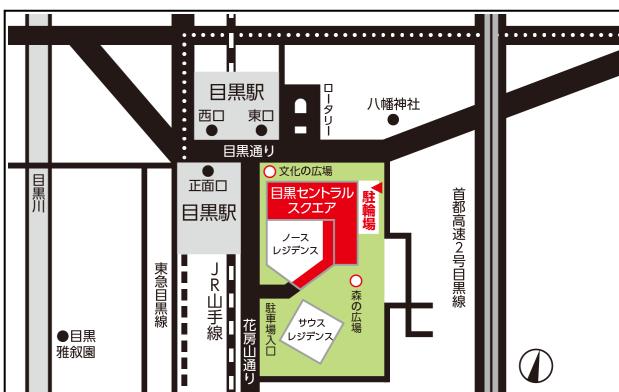 目黒駅
西口
東口
ロータリー
八幡神社
目黒通り
正面口
目黒駅
文化の広場
目黒セントラル
スクエア
駐輪場
ノース
レジデンス
森の広場
サウス
レジデンス
駐車場入口
花房山通り
JR山手線
東急目黒線
目黒川
目黒
雅叙園
首都高速2号目黒線